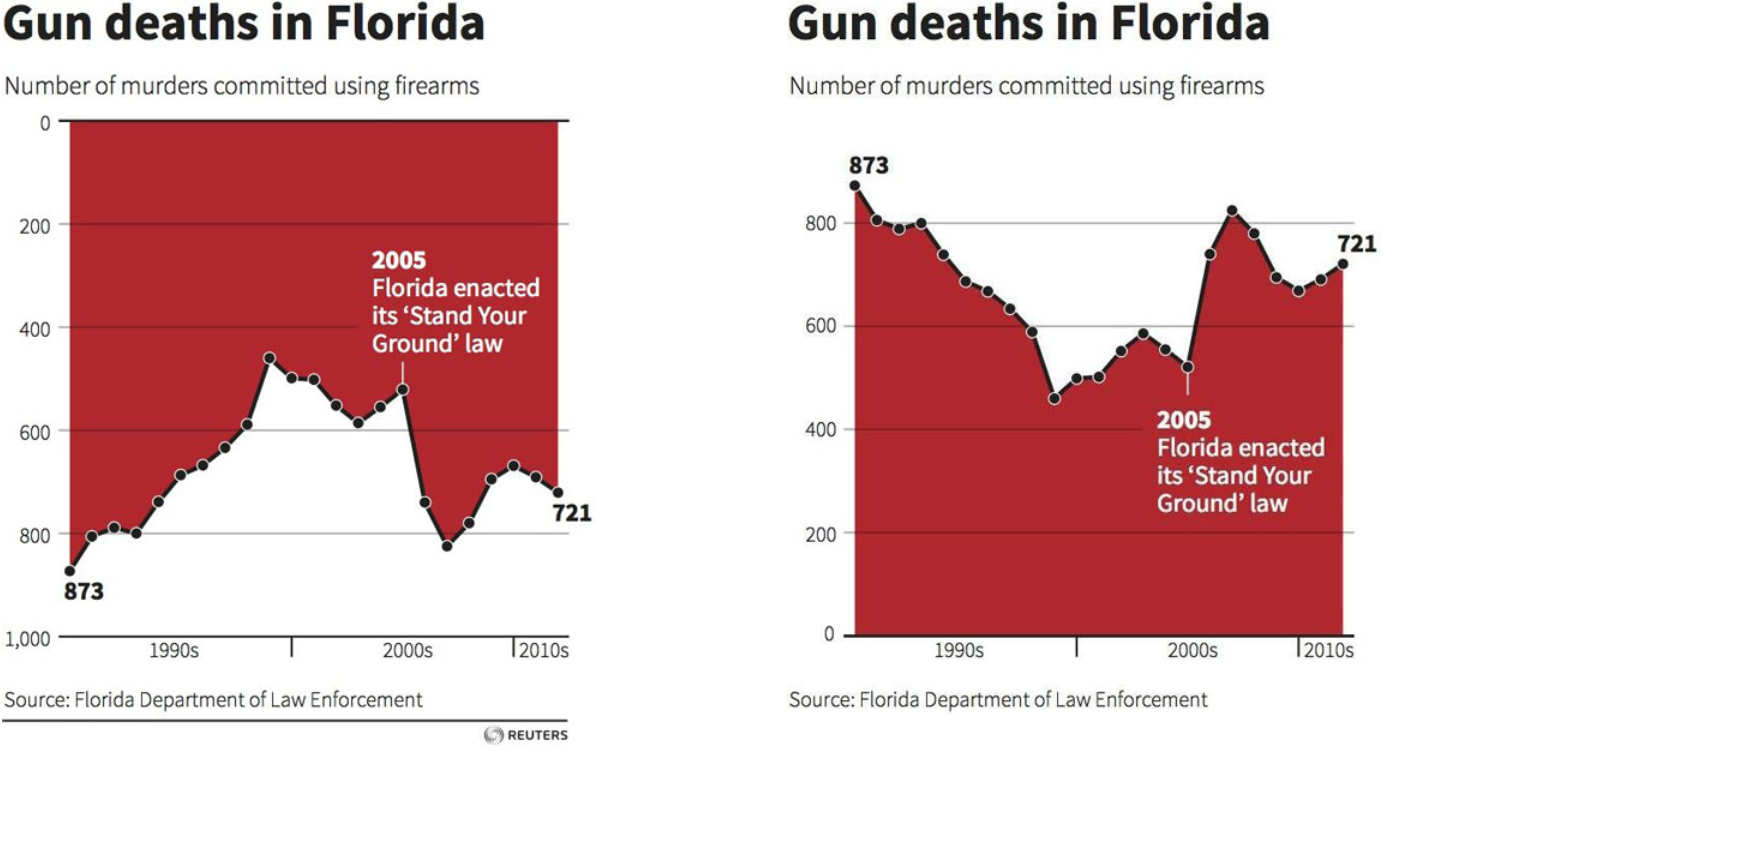 Gun deaths in Florida
Number of murders committed using firearms
0
200
400
600
800
1,000
2005
Florida enacted
its ‘Stand Your
Ground’ law
873
721
1990s
2000s
2010s
Source: Florida Department of Law Enforcement
REUTERS
Gun deaths in Florida
Number of murders committed using firearms
873
721
800
600
400
200
0
2005
Florida enacted
its ‘Stand Your
Ground’ law
1990s
2000s
2010s
Source: Florida Department of Law Enforcement